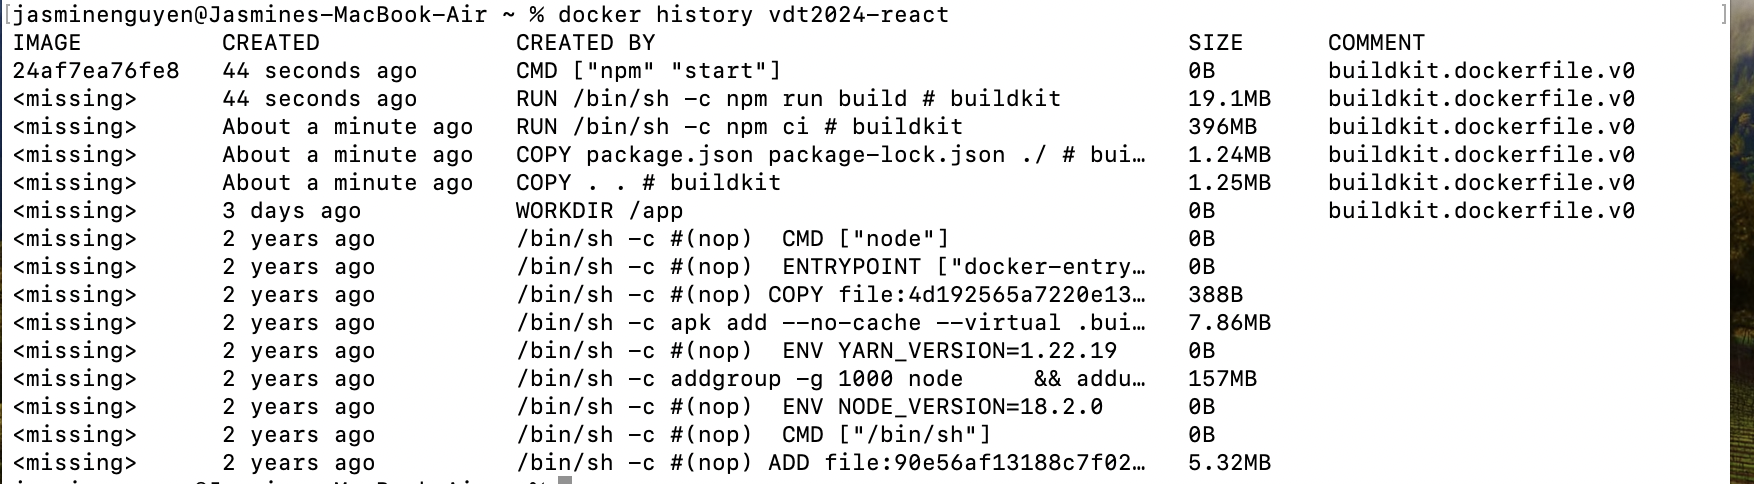 [jasminenguyen@Jasmines-MacBook-Air ~ % docker history vdt2024-react ]
IMAGE CREATED CREATED BY SIZE COMMENT
24af7ea76fe8 44 seconds ago CMD ["npm" "start"] 0B buildkit.dockerfile.v0
<missing> 44 seconds ago RUN /bin/sh -c npm run build # buildkit 19.1MB buildkit.dockerfile.v0
<missing> About a minute ago RUN /bin/sh -c npm ci # buildkit 396MB buildkit.dockerfile.v0
<missing> About a minute ago COPY package.json package-lock.json ./ # bui… 1.24MB buildkit.dockerfile.v0
<missing> About a minute ago COPY . . # buildkit 1.25MB buildkit.dockerfile.v0
<missing> 3 days ago WORKDIR /app 0B buildkit.dockerfile.v0
<missing> 2 years ago /bin/sh -c #(nop)  CMD ["node"] 0B
<missing> 2 years ago /bin/sh -c #(nop)  ENTRYPOINT ["docker-entry… 0B
<missing> 2 years ago /bin/sh -c #(nop) COPY file:4d192565a7220e13… 388B
<missing> 2 years ago /bin/sh -c apk add --no-cache --virtual .bui… 7.86MB
<missing> 2 years ago /bin/sh -c #(nop)  ENV YARN_VERSION=1.22.19 0B
<missing> 2 years ago /bin/sh -c addgroup -g 1000 node     && addu… 157MB
<missing> 2 years ago /bin/sh -c #(nop)  ENV NODE_VERSION=18.2.0 0B
<missing> 2 years ago /bin/sh -c #(nop)  CMD ["/bin/sh"] 0B
<missing> 2 years ago /bin/sh -c #(nop) ADD file:90e56af13188c7f02… 5.32MB